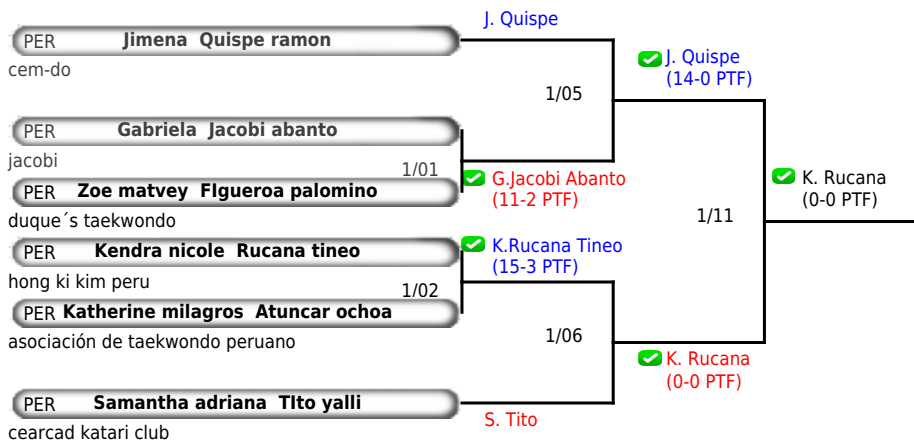 J. Quispe
PER Jimena Quispe ramon
cem-do
J. Quispe
(14-0 PTF)
1/05
PER Gabriela Jacobi abanto
jacobi
1/01
G.Jacobi Abanto
(11-2 PTF)
PER Zoe matvey FIgueroa palomino
duque´s taekwondo
K. Rucana
(0-0 PTF)
1/11
PER Kendra nicole Rucana tineo
hong ki kim peru
K.Rucana Tineo
(15-3 PTF)
1/02
PER Katherine milagros Atuncar ochoa
asociación de taekwondo peruano
1/06
K. Rucana
(0-0 PTF)
PER Samantha adriana TIto yalli
cearcad katari club
S. Tito